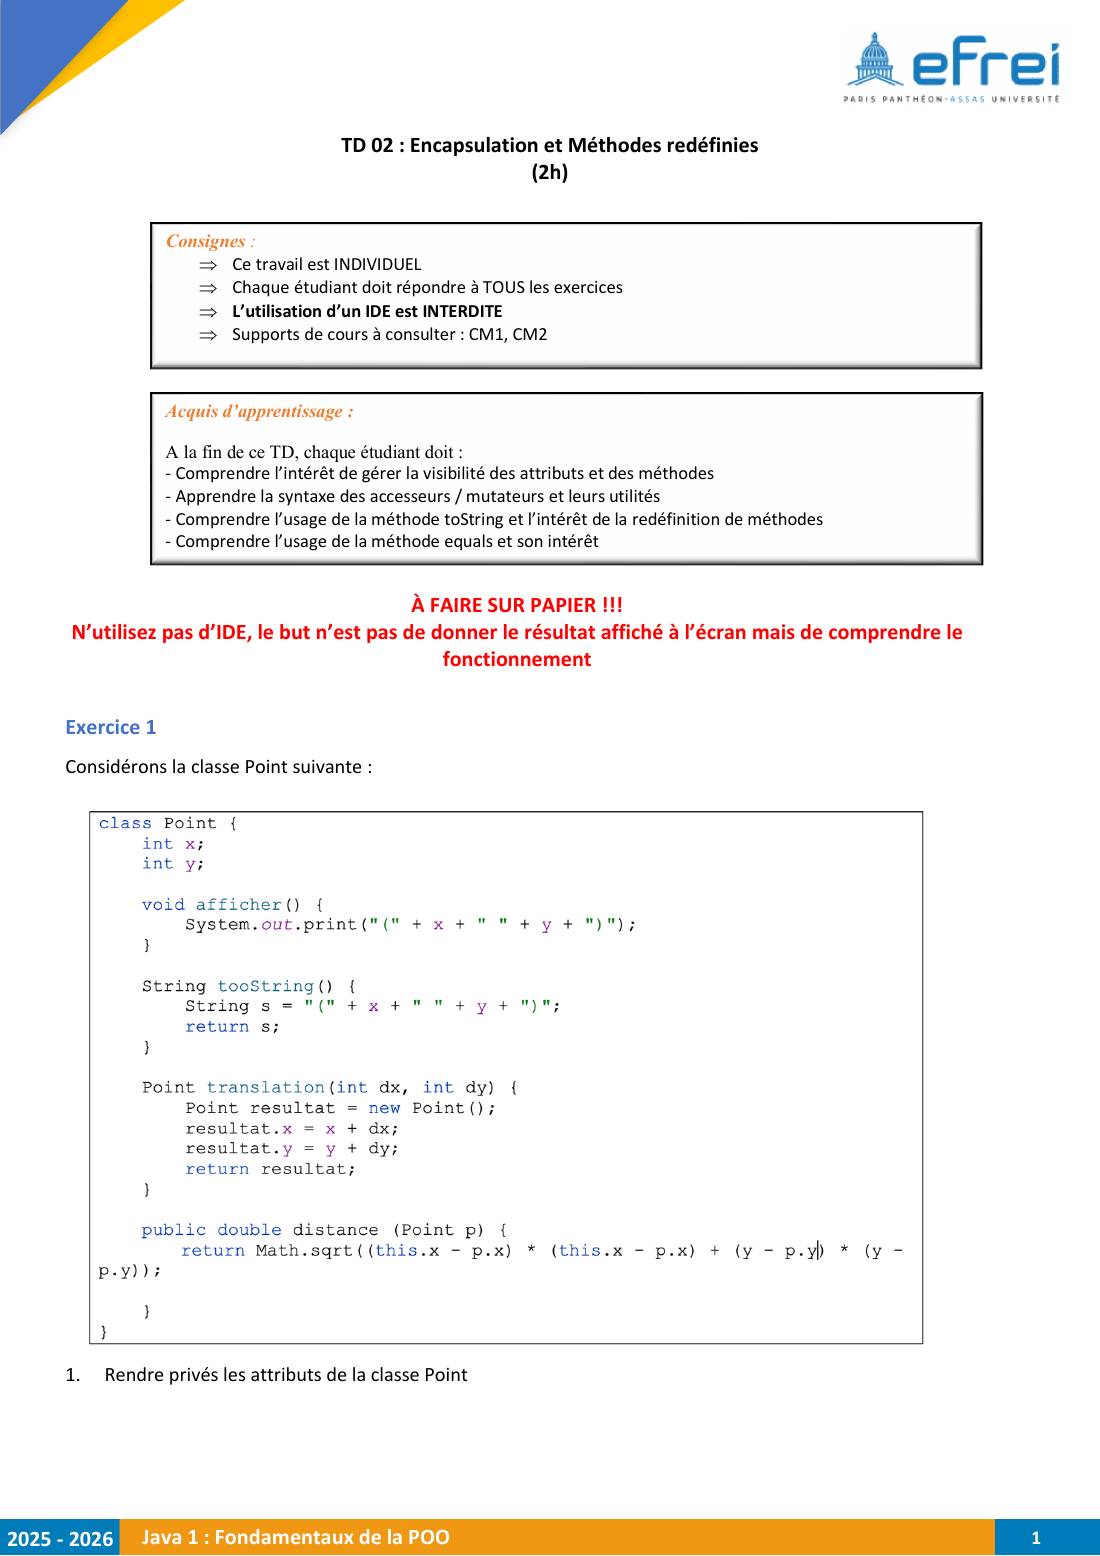 efrei
PARIS PANTHÉON-ASSAS UNIVERSITÉ
TD 02 : Encapsulation et Méthodes redéfinies
(2h)
Consignes :
⇒ Ce travail est INDIVIDUEL
⇒ Chaque étudiant doit répondre à TOUS les exercices
⇒ L’utilisation d’un IDE est INTERDITE
⇒ Supports de cours à consulter : CM1, CM2
Acquis d’apprentissage :
A la fin de ce TD, chaque étudiant doit :
- Comprendre l’intérêt de gérer la visibilité des attributs et des méthodes
- Apprendre la syntaxe des accesseurs / mutateurs et leurs utilités
- Comprendre l’usage de la méthode toString et l’intérêt de la redéfinition de méthodes
- Comprendre l’usage de la méthode equals et son intérêt
À FAIRE SUR PAPIER !!!
N’utilisez pas d’IDE, le but n’est pas de donner le résultat affiché à l’écran mais de comprendre le
fonctionnement
Exercice 1
Considérons la classe Point suivante :
class Point {
    int x;
    int y;
    void afficher() {
        System.out.print("(" + x + " " + y + ")");
    }
    String tooString() {
        String s = "(" + x + " " + y + ")";
        return s;
    }
    Point translation(int dx, int dy) {
        Point resultat = new Point();
        resultat.x = x + dx;
        resultat.y = y + dy;
        return resultat;
    }
    public double distance (Point p) {
        return Math.sqrt((this.x - p.x) * (this.x - p.x) + (y - p.y) * (y -
p.y));
    }
}
1. Rendre privés les attributs de la classe Point
2025 - 2026 Java 1 : Fondamentaux de la POO 1